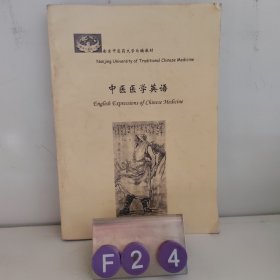 南京中医药大学自编教材
Nanjing University of Traditional Chinese Medicine
中医医学英语
English Expressions of Chinese Medicine
F 2 4